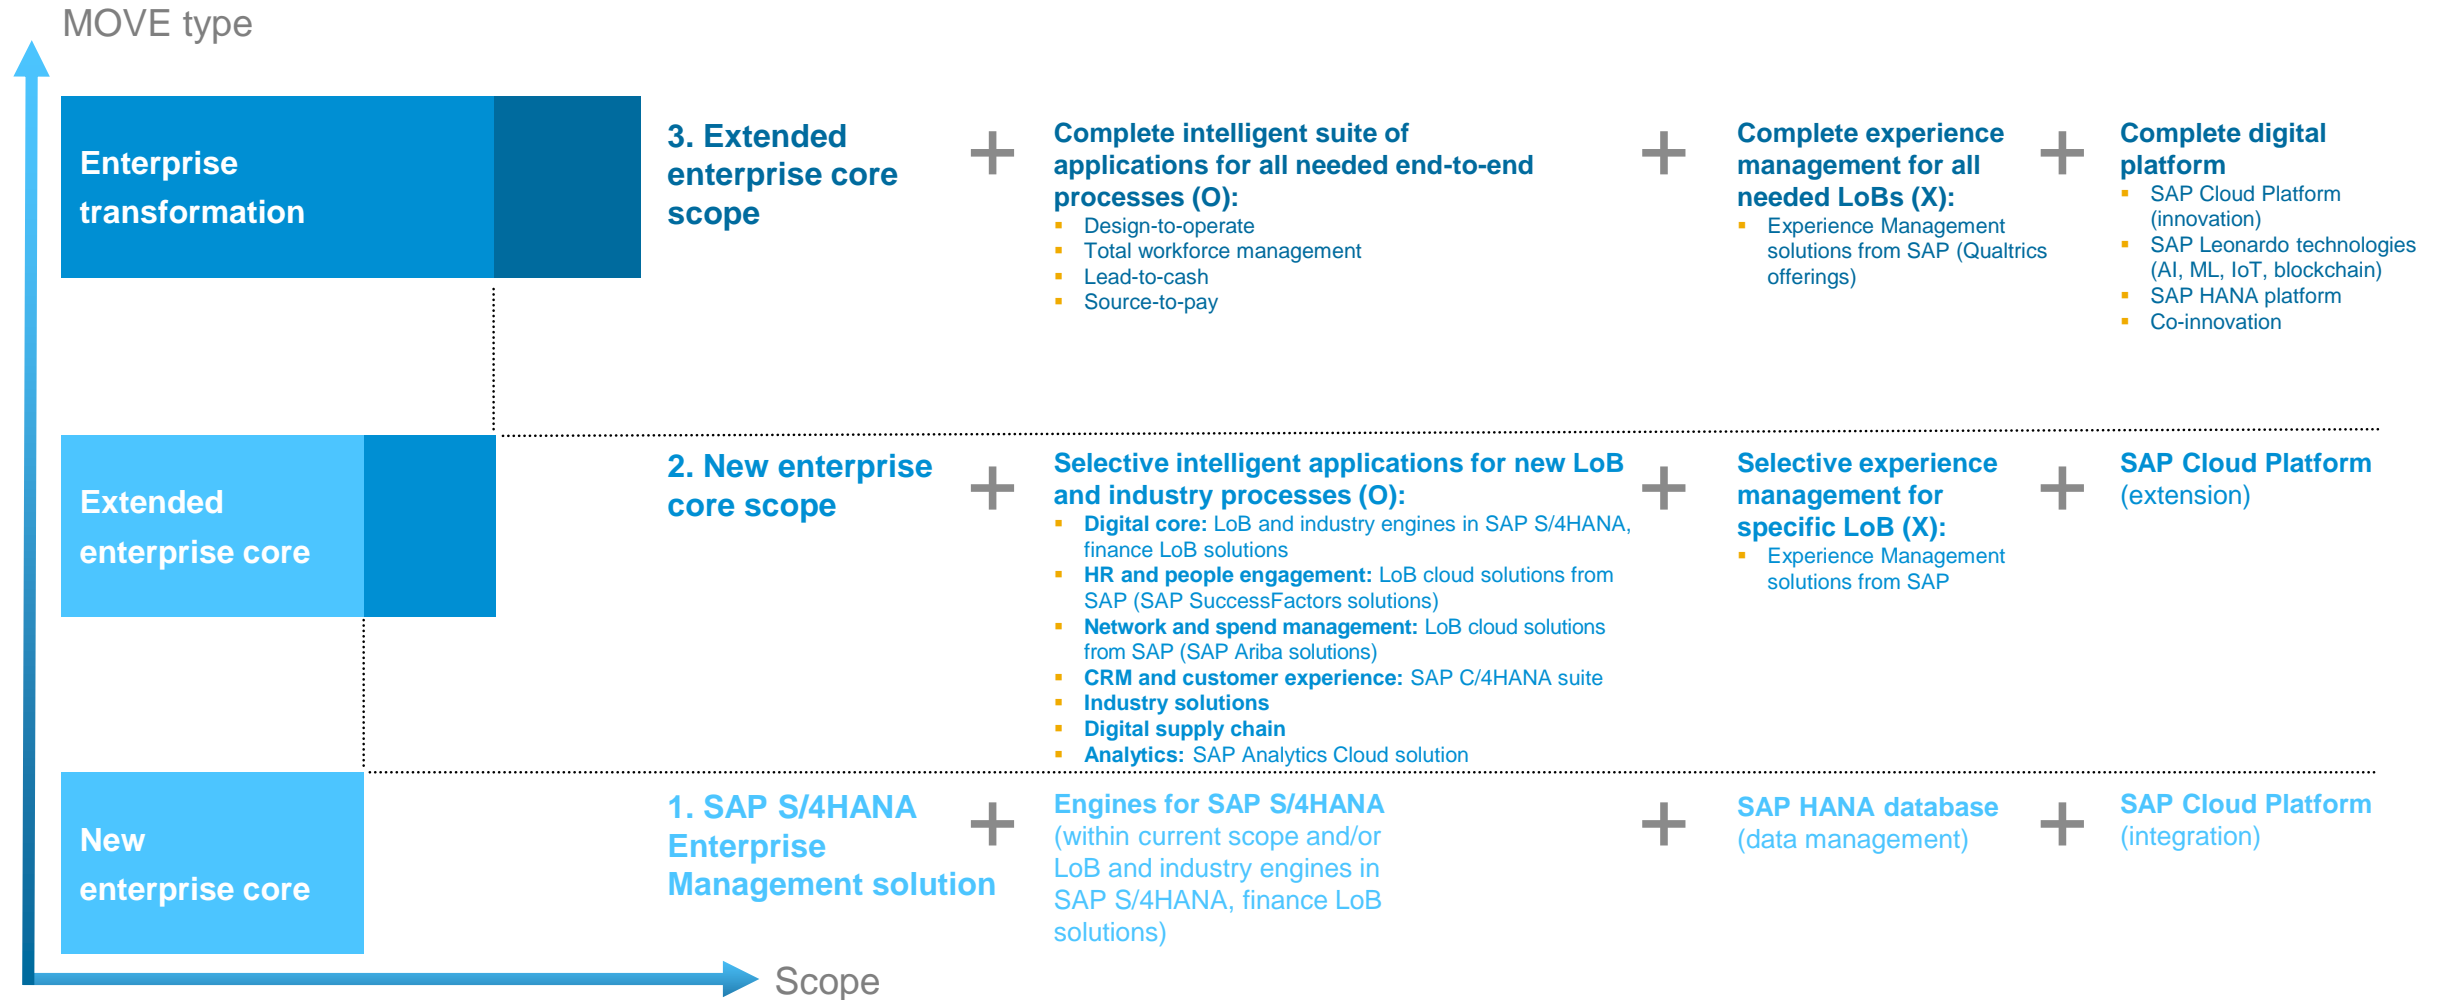 MOVE type
Enterprise
transformation
3. Extended
enterprise core
scope
+
Complete intelligent suite of
applications for all needed end-to-end
processes (O):
▪ Design-to-operate
▪ Total workforce management
▪ Lead-to-cash
▪ Source-to-pay
+
Complete experience
management for all
needed LoBs (X):
▪ Experience Management
solutions from SAP (Qualtrics
offerings)
+
Complete digital
platform
▪ SAP Cloud Platform
(innovation)
▪ SAP Leonardo technologies
(AI, ML, IoT, blockchain)
▪ SAP HANA platform
▪ Co-innovation
Extended
enterprise core
2. New enterprise
core scope
+
Selective intelligent applications for new LoB
and industry processes (O):
▪ Digital core: LoB and industry engines in SAP S/4HANA,
finance LoB solutions
▪ HR and people engagement: LoB cloud solutions from
SAP (SAP SuccessFactors solutions)
▪ Network and spend management: LoB cloud solutions
from SAP (SAP Ariba solutions)
▪ CRM and customer experience: SAP C/4HANA suite
▪ Industry solutions
▪ Digital supply chain
▪ Analytics: SAP Analytics Cloud solution
+
Selective experience
management for
specific LoB (X):
▪ Experience Management
solutions from SAP
+
SAP Cloud Platform
(extension)
New
enterprise core
1. SAP S/4HANA
Enterprise
Management solution
+
Engines for SAP S/4HANA
(within current scope and/or
LoB and industry engines in
SAP S/4HANA, finance LoB
solutions)
+
SAP HANA database
(data management)
+
SAP Cloud Platform
(integration)
Scope